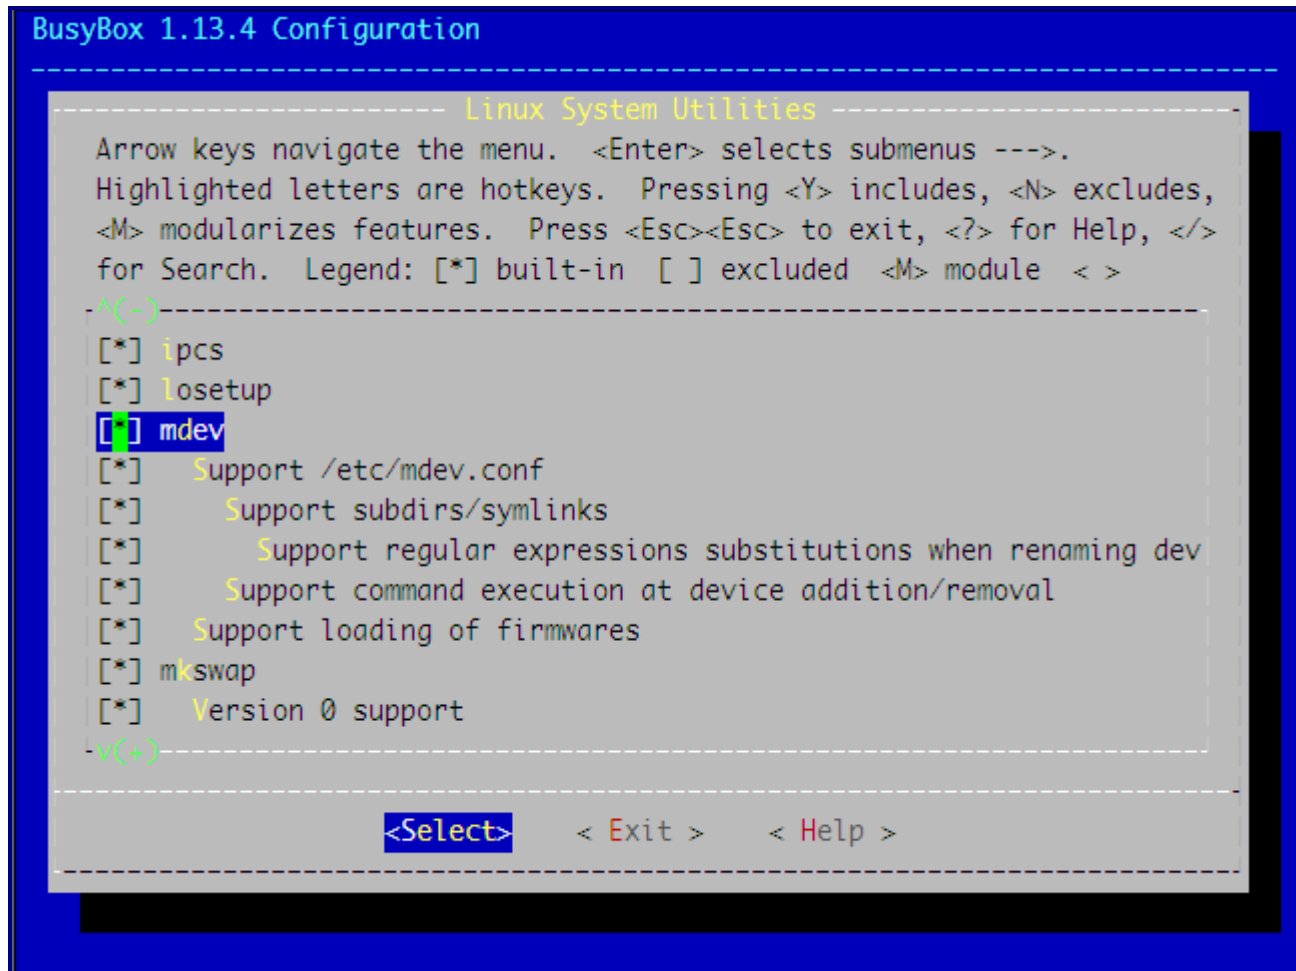 BusyBox 1.13.4 Configuration
Linux System Utilities
Arrow keys navigate the menu.  <Enter> selects submenus --->.
Highlighted letters are hotkeys.  Pressing <Y> includes, <N> excludes,
<M> modularizes features.  Press <Esc><Esc> to exit, <?> for Help, </>
for Search.  Legend: [*] built-in  [ ] excluded  <M> module  < >
^(-)
[*] ipcs
[*] losetup
[*] mdev
[*]   Support /etc/mdev.conf
[*]     Support subdirs/symlinks
[*]       Support regular expressions substitutions when renaming dev
[*]     Support command execution at device addition/removal
[*]   Support loading of firmwares
[*] mkswap
[*]   Version 0 support
v(+)
<Select>    < Exit >    < Help >